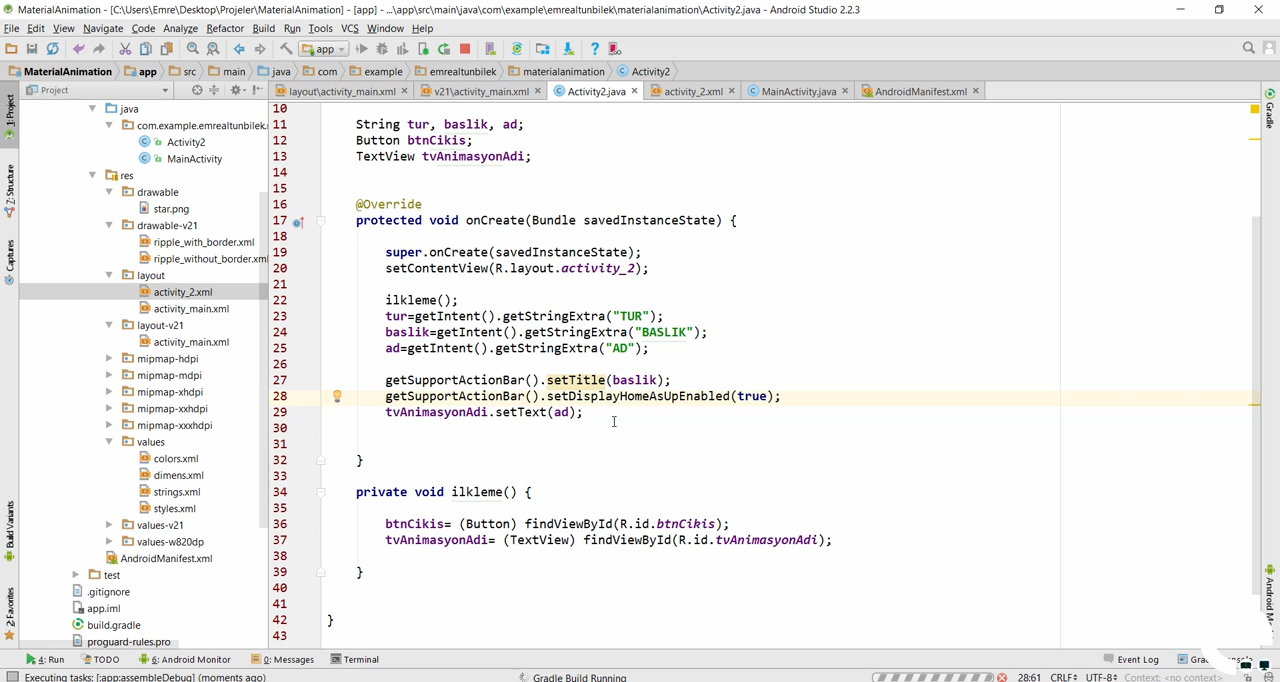 MaterialAnimation - [C:\Users\Emre\Desktop\Projeler\MaterialAnimation] - [app] - ...\app\src\main\java\com\example\emrealtunbilek\materialanimation\Activity2.java - Android Studio 2.2.3
File Edit View Navigate Code Analyze Refactor Build Run Tools VCS Window Help
app
MaterialAnimation app src main java com example emrealtunbilek materialanimation Activity2
Project layout\activity_main.xml v21\activity_main.xml Activity2.java activity_2.xml MainActivity.java AndroidManifest.xml
1: Project
Z: Structure
Captures
Build Variants
2: Favorites
java
com.example.emrealtunbilek.
Activity2
MainActivity
res
drawable
star.png
drawable-v21
ripple_with_border.xml
ripple_without_border.xm
layout
activity_2.xml
activity_main.xml
layout-v21
activity_main.xml
mipmap-hdpi
mipmap-mdpi
mipmap-xhdpi
mipmap-xxhdpi
mipmap-xxxhdpi
values
colors.xml
dimens.xml
strings.xml
styles.xml
values-v21
values-w820dp
AndroidManifest.xml
test
.gitignore
app.iml
build.gradle
proguard-rules.pro
10
11 String tur, baslik, ad;
12 Button btnCikis;
13 TextView tvAnimasyonAdi;
14
15
16 @Override
17 protected void onCreate(Bundle savedInstanceState) {
18
19 super.onCreate(savedInstanceState);
20 setContentView(R.layout.activity_2);
21
22 ilkleme();
23 tur=getIntent().getStringExtra("TUR");
24 baslik=getIntent().getStringExtra("BASLIK");
25 ad=getIntent().getStringExtra("AD");
26
27 getSupportActionBar().setTitle(baslik);
28 getSupportActionBar().setDisplayHomeAsUpEnabled(true);
29 tvAnimasyonAdi.setText(ad);
30
31
32 }
33
34 private void ilkleme() {
35
36 btnCikis= (Button) findViewById(R.id.btnCikis);
37 tvAnimasyonAdi= (TextView) findViewById(R.id.tvAnimasyonAdi);
38
39 }
40
41
42 }
43
Gradle
4: Run TODO 6: Android Monitor 0: Messages Terminal Event Log
Executing tasks: [:app:assembleDebug] (moments ago) Gradle Build Running 28:61 CRLF UTF-8 Context: <no context>